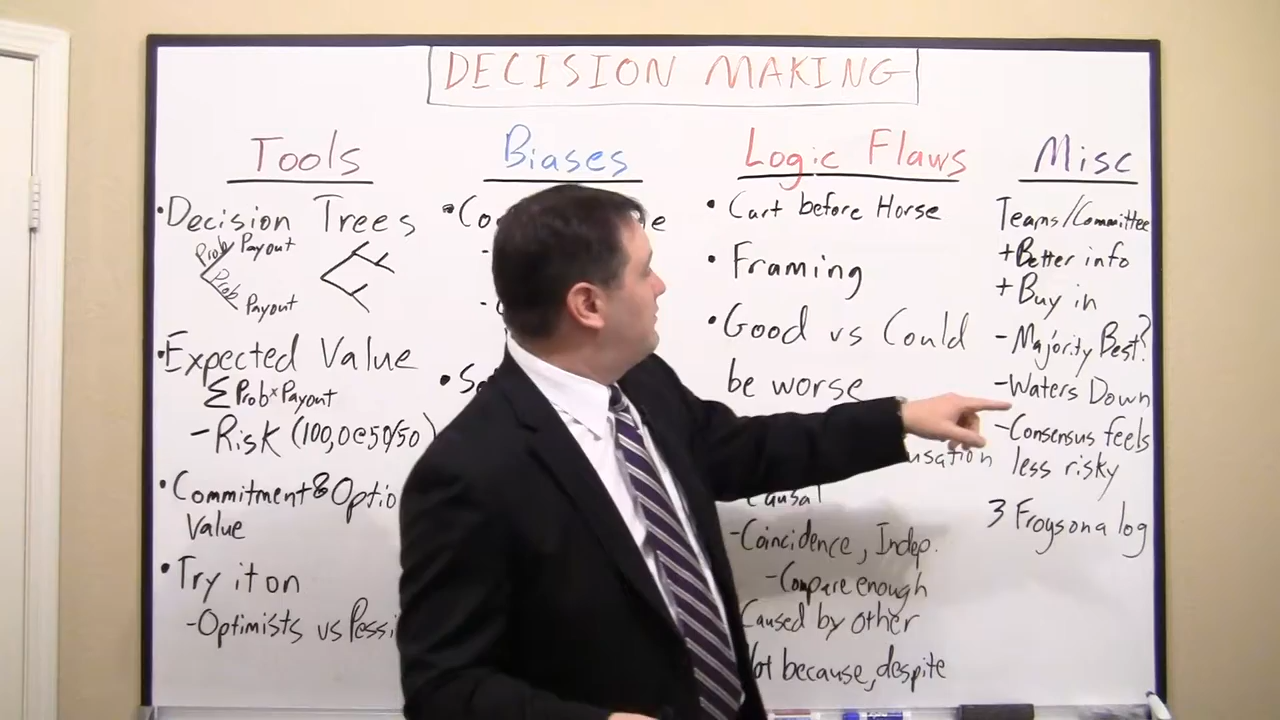 DECISION MAKING
Tools
• Decision Trees
Prob Payout
Prob
Payout
• Expected Value
Σ Prob x Payout
- Risk (100,0@50/50)
• Commitment & Optio
Value
• Try it on
- Optimists vs Pessi
Biases
• Co
e
-
• S
Logic Flaws
• Cart before Horse
• Framing
• Good vs Could
be worse
usation
Causal
- Coincidence, Indep.
- Compare enough
Caused by other
Not because, despite
Misc
Teams/Committee
+ Better info
+ Buy in
- Majority Best?
- Waters Down
- Consensus feels
less risky
3 Frogs on a log